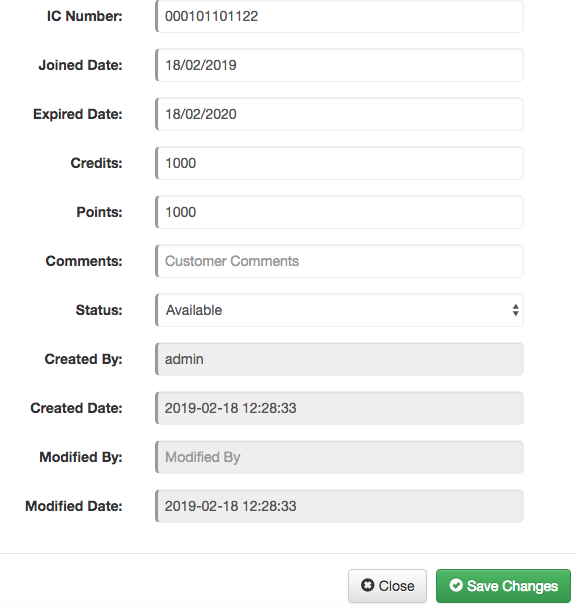 IC Number: 000101101122
Joined Date: 18/02/2019
Expired Date: 18/02/2020
Credits: 1000
Points: 1000
Comments: Customer Comments
Status: Available
Created By: admin
Created Date: 2019-02-18 12:28:33
Modified By: Modified By
Modified Date: 2019-02-18 12:28:33
Close Save Changes